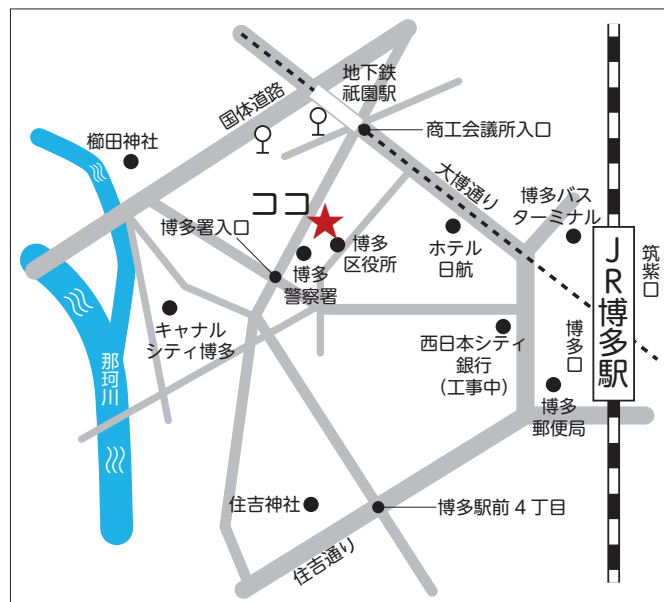 地下鉄
祇園駅
国体道路
櫛田神社
商工会議所入口
大博通り
博多バス
ターミナル
ココ
博多署入口
博多
区役所
ホテル
日航
博多
警察署
筑紫口
JR博多駅
博多口
キャナル
シティ博多
西日本シティ
銀行
(工事中)
那珂川
博多
郵便局
住吉神社
博多駅前4丁目
住吉通り